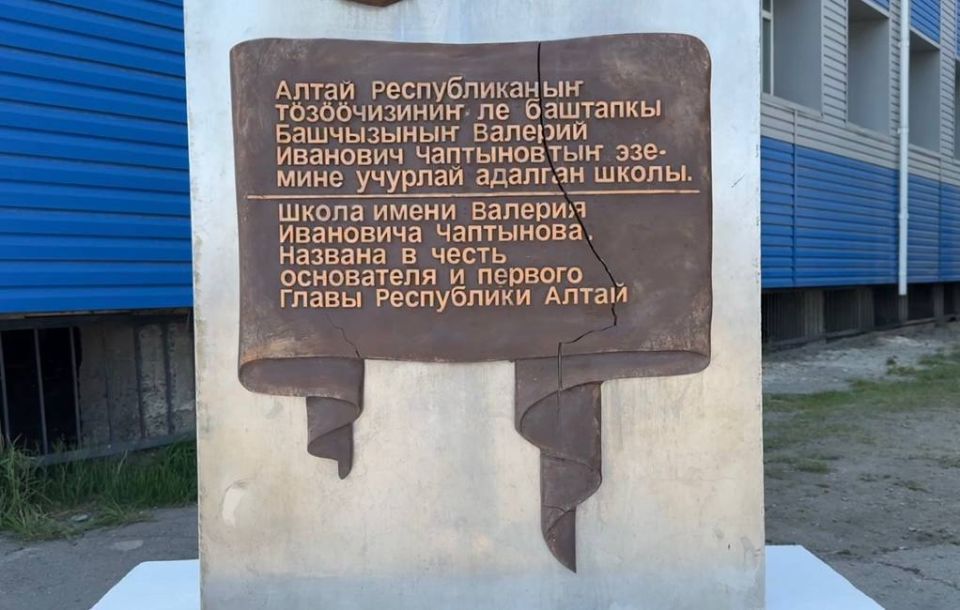 Алтай Республиканыҥ
тӧзӧӧчизиниҥ ле баштапкы
Башчызыныҥ Валерий
Иванович Чаптыновтыҥ эзе-
мине учурлай адалган школы.
Школа имени Валерия
Ивановича Чаптынова.
Названа в честь
основателя и первого
Главы Республики Алтай